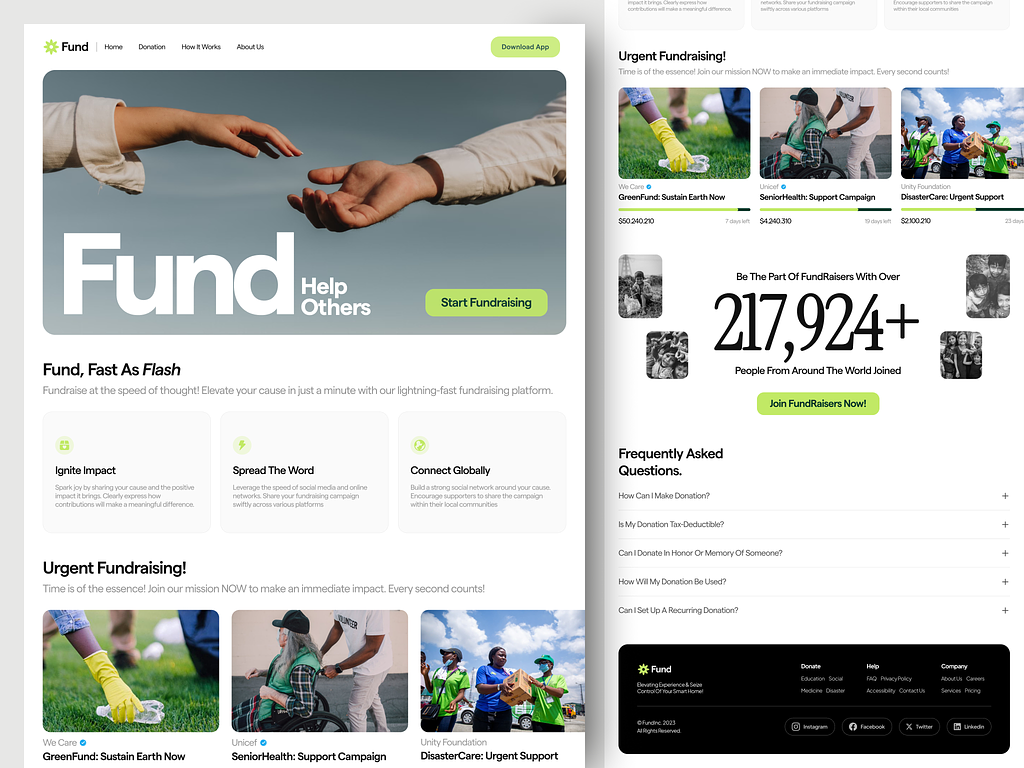 Fund
Home
Donation
How It Works
About Us
Download App
Fund
Help
Others
Start Fundraising
Fund, Fast As Flash
Fundraise at the speed of thought! Elevate your cause in just a minute with our lightning-fast fundraising platform.
Ignite Impact
Spark joy by sharing your cause and the positive
impact it brings. Clearly express how
contributions will make a meaningful difference.
Spread The Word
Leverage the speed of social media and online
networks. Share your fundraising campaign
swiftly across various platforms
Connect Globally
Build a strong social network around your cause.
Encourage supporters to share the campaign
within their local communities
Urgent Fundraising!
Time is of the essence! Join our mission NOW to make an immediate impact. Every second counts!
VOLUNTEER
We Care
GreenFund: Sustain Earth Now
Unicef
SeniorHealth: Support Campaign
Unity Foundation
DisasterCare: Urgent Support
impact it brings. Clearly express how
contributions will make a meaningful difference.
networks. Share your fundraising campaign
swiftly across various platforms
Encourage supporters to share the campaign
within their local communities
Urgent Fundraising!
Time is of the essence! Join our mission NOW to make an immediate impact. Every second counts!
VOLUNTEER
We Care
GreenFund: Sustain Earth Now
$50.240.210
7 days left
Unicef
SeniorHealth: Support Campaign
$4.240.310
19 days left
Unity Foundation
DisasterCare: Urgent Support
$2.100.210
23 days
Be The Part Of FundRaisers With Over
217,924+
People From Around The World Joined
Join FundRaisers Now!
Frequently Asked
Questions.
How Can I Make Donation?
Is My Donation Tax-Deductible?
Can I Donate In Honor Or Memory Of Someone?
How Will My Donation Be Used?
Can I Set Up A Recurring Donation?
Fund
Elevating Experience & Seize
Control Of Your Smart Home!
Donate
Education Social
Medicine Disaster
Help
FAQ Privacy Policy
Accessibility Contact Us
Company
About Us Careers
Services Pricing
© FundInc. 2023
All Rights Reserved.
Instagram
Facebook
Twitter
Linkedin